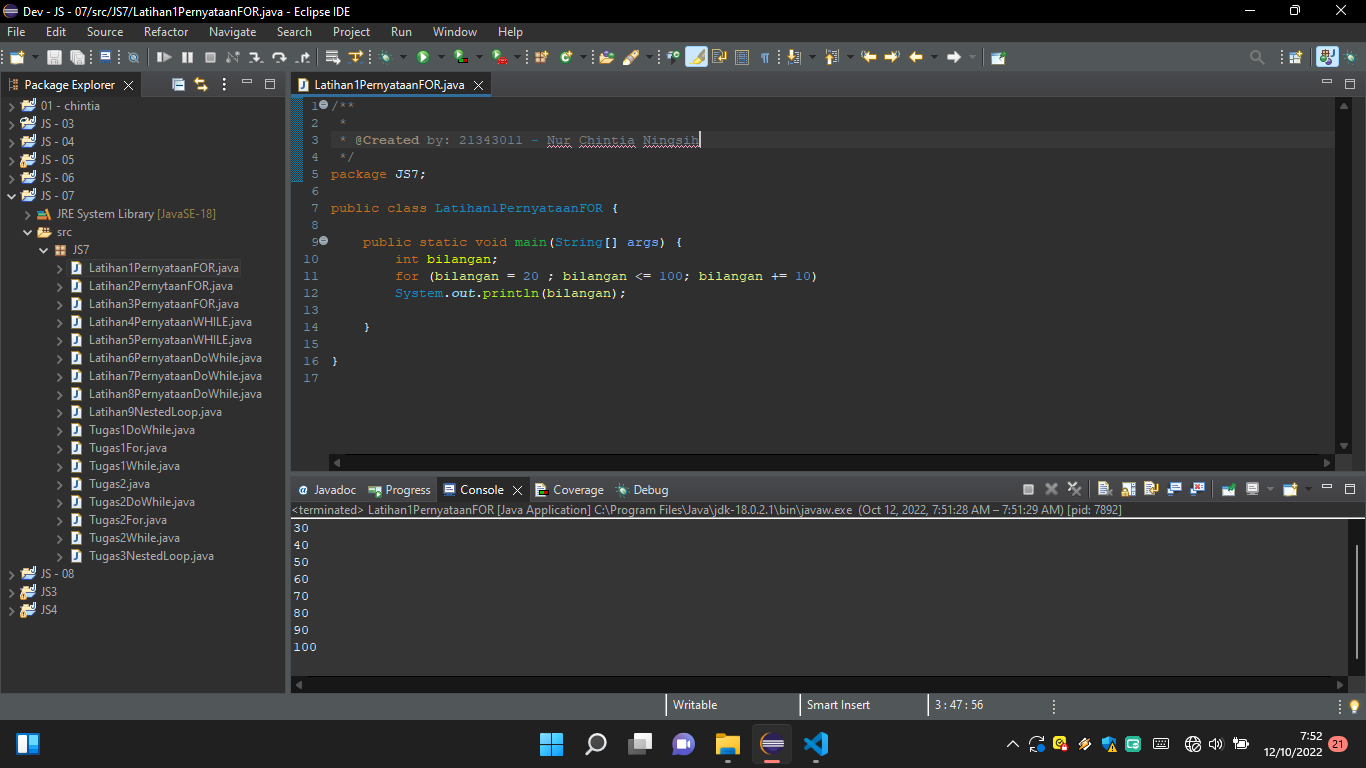 Dev - JS - 07/src/JS7/Latihan1PernyataanFOR.java - Eclipse IDE
File Edit Source Refactor Navigate Search Project Run Window Help
Package Explorer
01 - chintia
JS - 03
JS - 04
JS - 05
JS - 06
JS - 07
JRE System Library [JavaSE-18]
src
JS7
Latihan1PernyataanFOR.java
Latihan2PernytaanFOR.java
Latihan3PernyataanFOR.java
Latihan4PernyataanWHILE.java
Latihan5PernyataanWHILE.java
Latihan6PernyataanDoWhile.java
Latihan7PernyataanDoWhile.java
Latihan8PernyataanDoWhile.java
Latihan9NestedLoop.java
Tugas1DoWhile.java
Tugas1For.java
Tugas1While.java
Tugas2.java
Tugas2DoWhile.java
Tugas2For.java
Tugas2While.java
Tugas3NestedLoop.java
JS - 08
JS3
JS4
Latihan1PernyataanFOR.java
1 /**
2  *
3  * @Created by: 21343011 - Nur Chintia Ningsih
4  */
5 package JS7;
6
7 public class Latihan1PernyataanFOR {
8
9     public static void main(String[] args) {
10         int bilangan;
11         for (bilangan = 20 ; bilangan <= 100; bilangan += 10)
12         System.out.println(bilangan);
13
14     }
15
16 }
17
Javadoc Progress Console Coverage Debug
<terminated> Latihan1PernyataanFOR [Java Application] C:\Program Files\Java\jdk-18.0.2.1\bin\javaw.exe (Oct 12, 2022, 7:51:28 AM – 7:51:29 AM) [pid: 7892]
30
40
50
60
70
80
90
100
Writable Smart Insert 3 : 47 : 56
7:52
12/10/2022
21